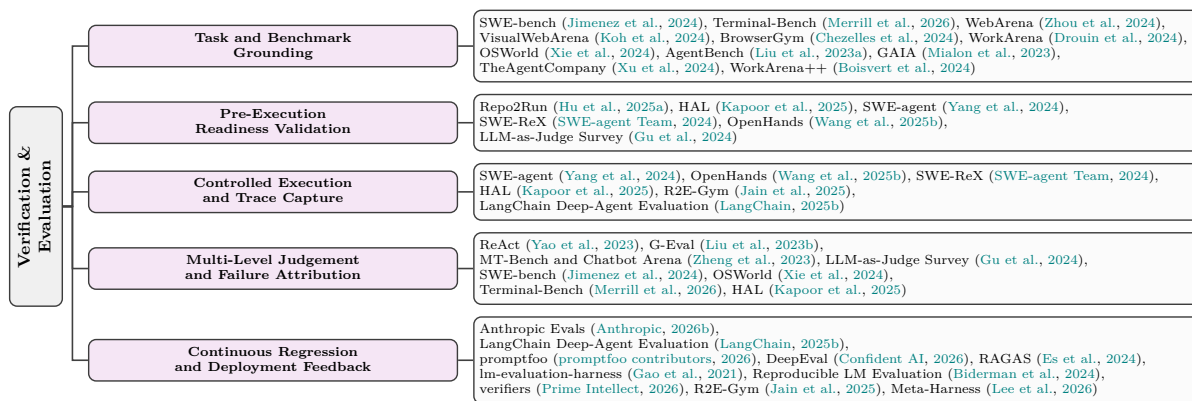 Verification &
Evaluation
Task and Benchmark
Grounding
SWE-bench (Jimenez et al., 2024), Terminal-Bench (Merrill et al., 2026), WebArena (Zhou et al., 2024),
VisualWebArena (Koh et al., 2024), BrowserGym (Chezelles et al., 2024), WorkArena (Drouin et al., 2024),
OSWorld (Xie et al., 2024), AgentBench (Liu et al., 2023a), GAIA (Mialon et al., 2023),
TheAgentCompany (Xu et al., 2024), WorkArena++ (Boisvert et al., 2024)
Pre-Execution
Readiness Validation
Repo2Run (Hu et al., 2025a), HAL (Kapoor et al., 2025), SWE-agent (Yang et al., 2024),
SWE-ReX (SWE-agent Team, 2024), OpenHands (Wang et al., 2025b),
LLM-as-Judge Survey (Gu et al., 2024)
Controlled Execution
and Trace Capture
SWE-agent (Yang et al., 2024), OpenHands (Wang et al., 2025b), SWE-ReX (SWE-agent Team, 2024),
HAL (Kapoor et al., 2025), R2E-Gym (Jain et al., 2025),
LangChain Deep-Agent Evaluation (LangChain, 2025b)
Multi-Level Judgement
and Failure Attribution
ReAct (Yao et al., 2023), G-Eval (Liu et al., 2023b),
MT-Bench and Chatbot Arena (Zheng et al., 2023), LLM-as-Judge Survey (Gu et al., 2024),
SWE-bench (Jimenez et al., 2024), OSWorld (Xie et al., 2024),
Terminal-Bench (Merrill et al., 2026), HAL (Kapoor et al., 2025)
Continuous Regression
and Deployment Feedback
Anthropic Evals (Anthropic, 2026b),
LangChain Deep-Agent Evaluation (LangChain, 2025b),
promptfoo (promptfoo contributors, 2026), DeepEval (Confident AI, 2026), RAGAS (Es et al., 2024),
lm-evaluation-harness (Gao et al., 2021), Reproducible LM Evaluation (Biderman et al., 2024),
verifiers (Prime Intellect, 2026), R2E-Gym (Jain et al., 2025), Meta-Harness (Lee et al., 2026)